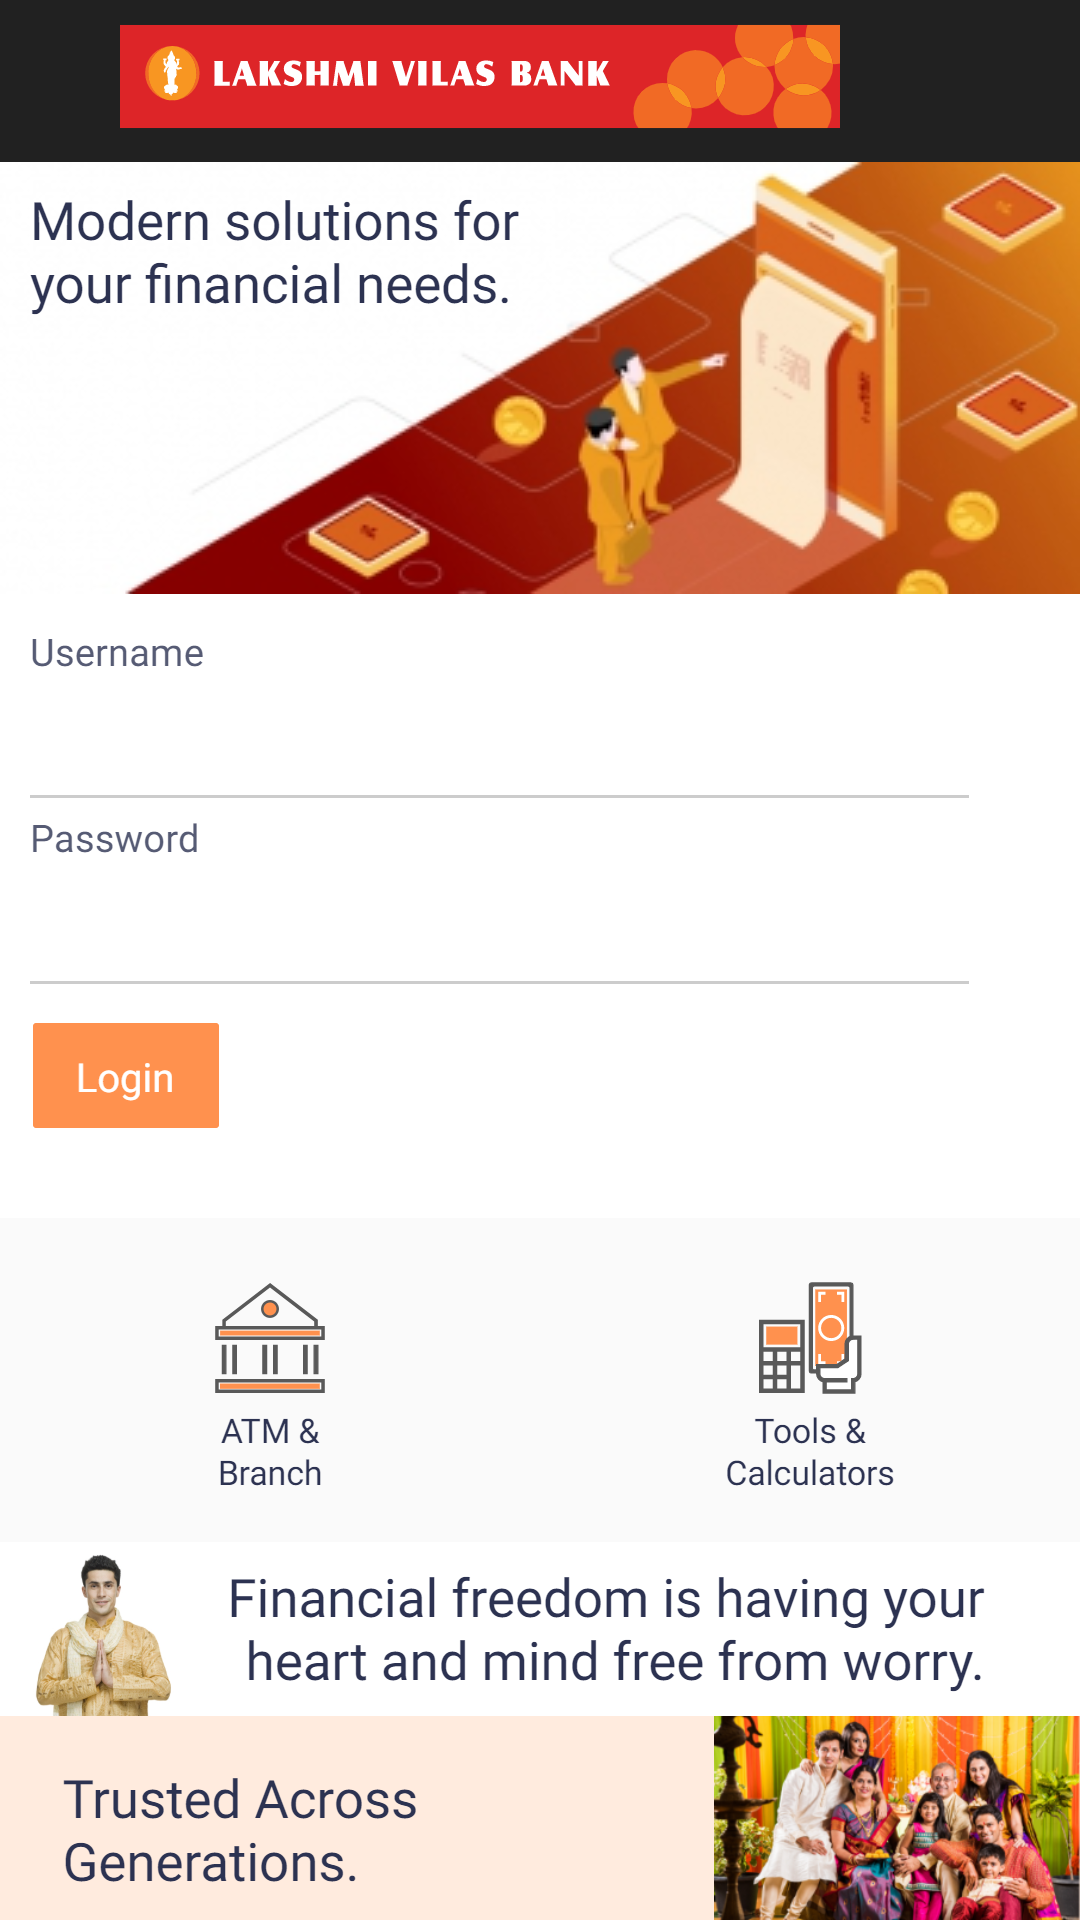 LAKSHMI VILAS BANK
Modern solutions for
your financial needs.
Username
Password
Login
ATM &
Branch
Tools &
Calculators
Financial freedom is having your
heart and mind free from worry.
Trusted Across
Generations.